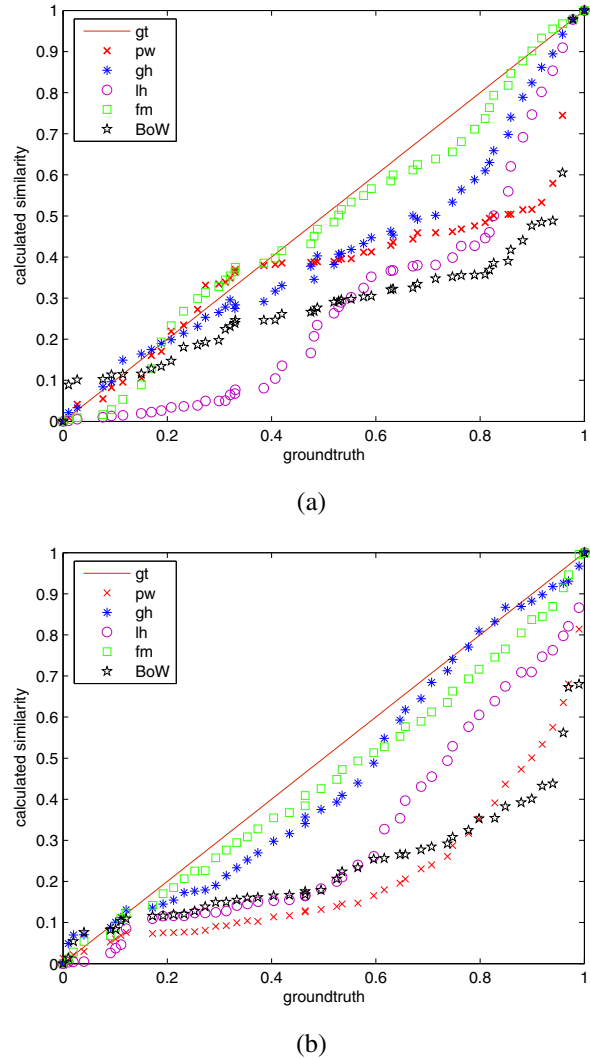 1
0.9
0.8
0.7
0.6
0.5
0.4
0.3
0.2
0.1
0
calculated similarity
gt
pw
gh
lh
fm
BoW
0 0.2 0.4 0.6 0.8 1
groundtruth
(a)
1
0.9
0.8
0.7
0.6
0.5
0.4
0.3
0.2
0.1
0
calculated similarity
gt
pw
gh
lh
fm
BoW
0 0.2 0.4 0.6 0.8 1
groundtruth
(b)